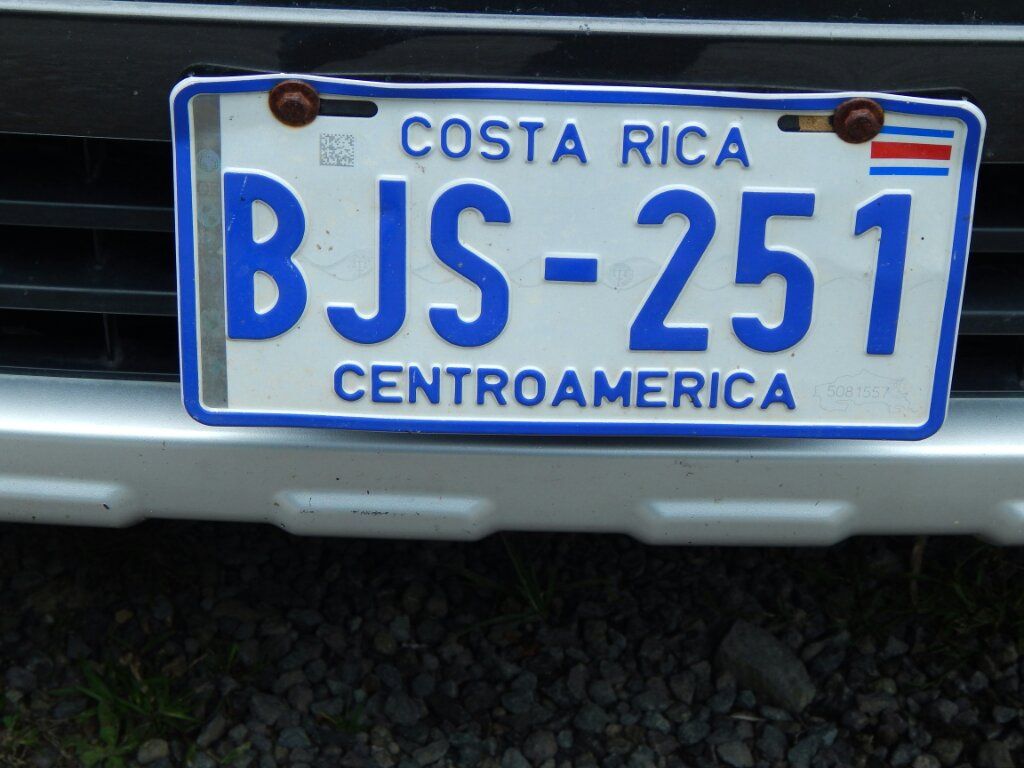 COSTA RICA
BJS-251
CENTROAMERICA
5081557